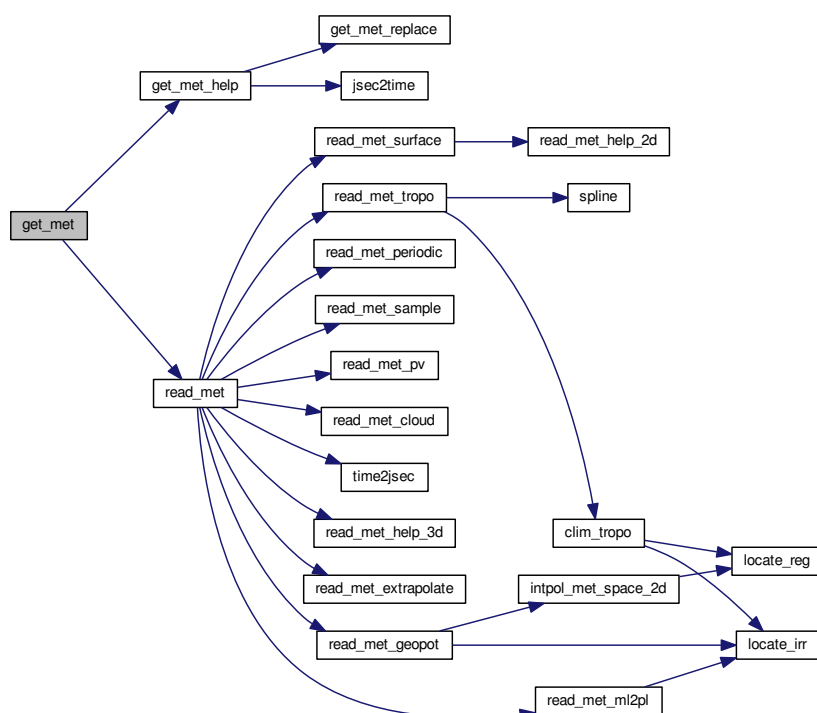 get_met_replace
get_met_help
jsec2time
read_met_surface
read_met_help_2d
read_met_tropo
spline
get_met
read_met_periodic
read_met_sample
read_met_pv
read_met
read_met_cloud
time2jsec
read_met_help_3d
clim_tropo
locate_reg
read_met_extrapolate
intpol_met_space_2d
read_met_geopot
locate_irr
read_met_ml2pl